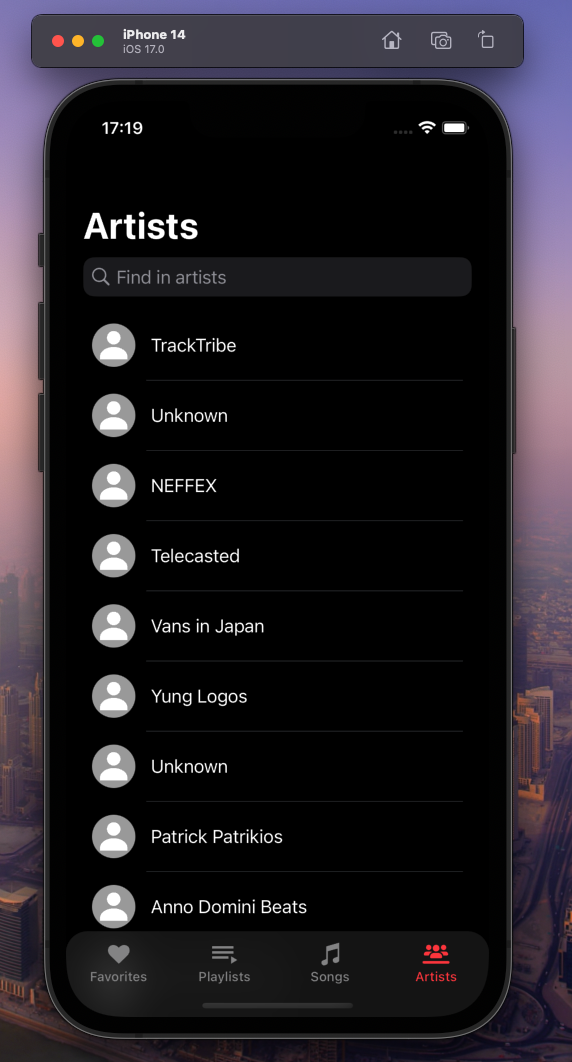 iPhone 14
iOS 17.0
17:19
Artists
Find in artists
TrackTribe
Unknown
NEFFEX
Telecasted
Vans in Japan
Yung Logos
Unknown
Patrick Patrikios
Anno Domini Beats
Favorites Playlists Songs Artists